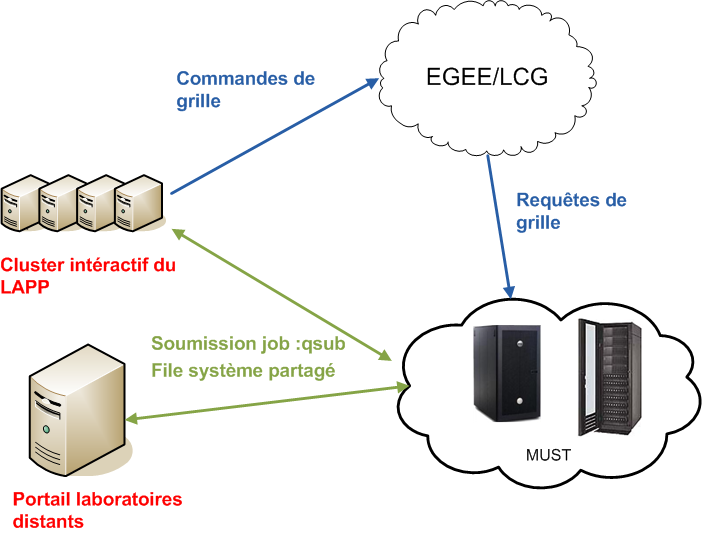 EGEE/LCG
Commandes de
grille
Requêtes de
grille
Cluster intéractif du
LAPP
Soumission job :qsub
File système partagé
MUST
Portail laboratoires
distants